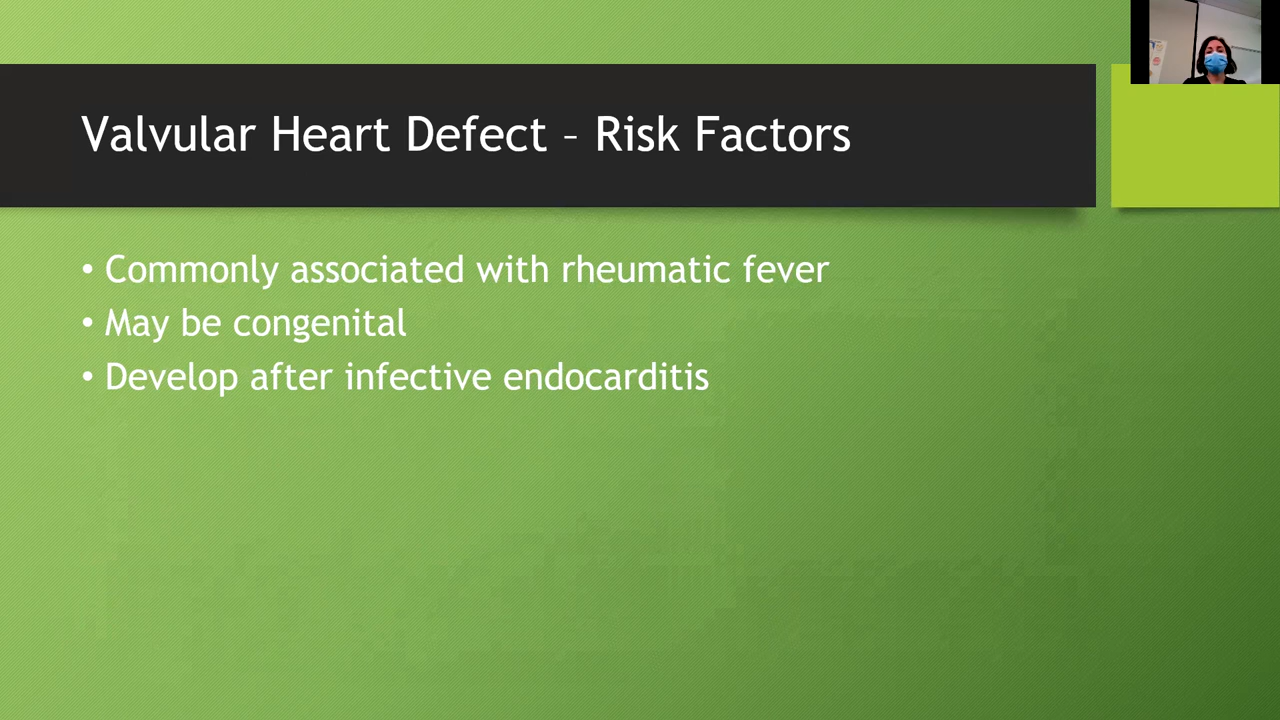 Valvular Heart Defect – Risk Factors
• Commonly associated with rheumatic fever
• May be congenital
• Develop after infective endocarditis